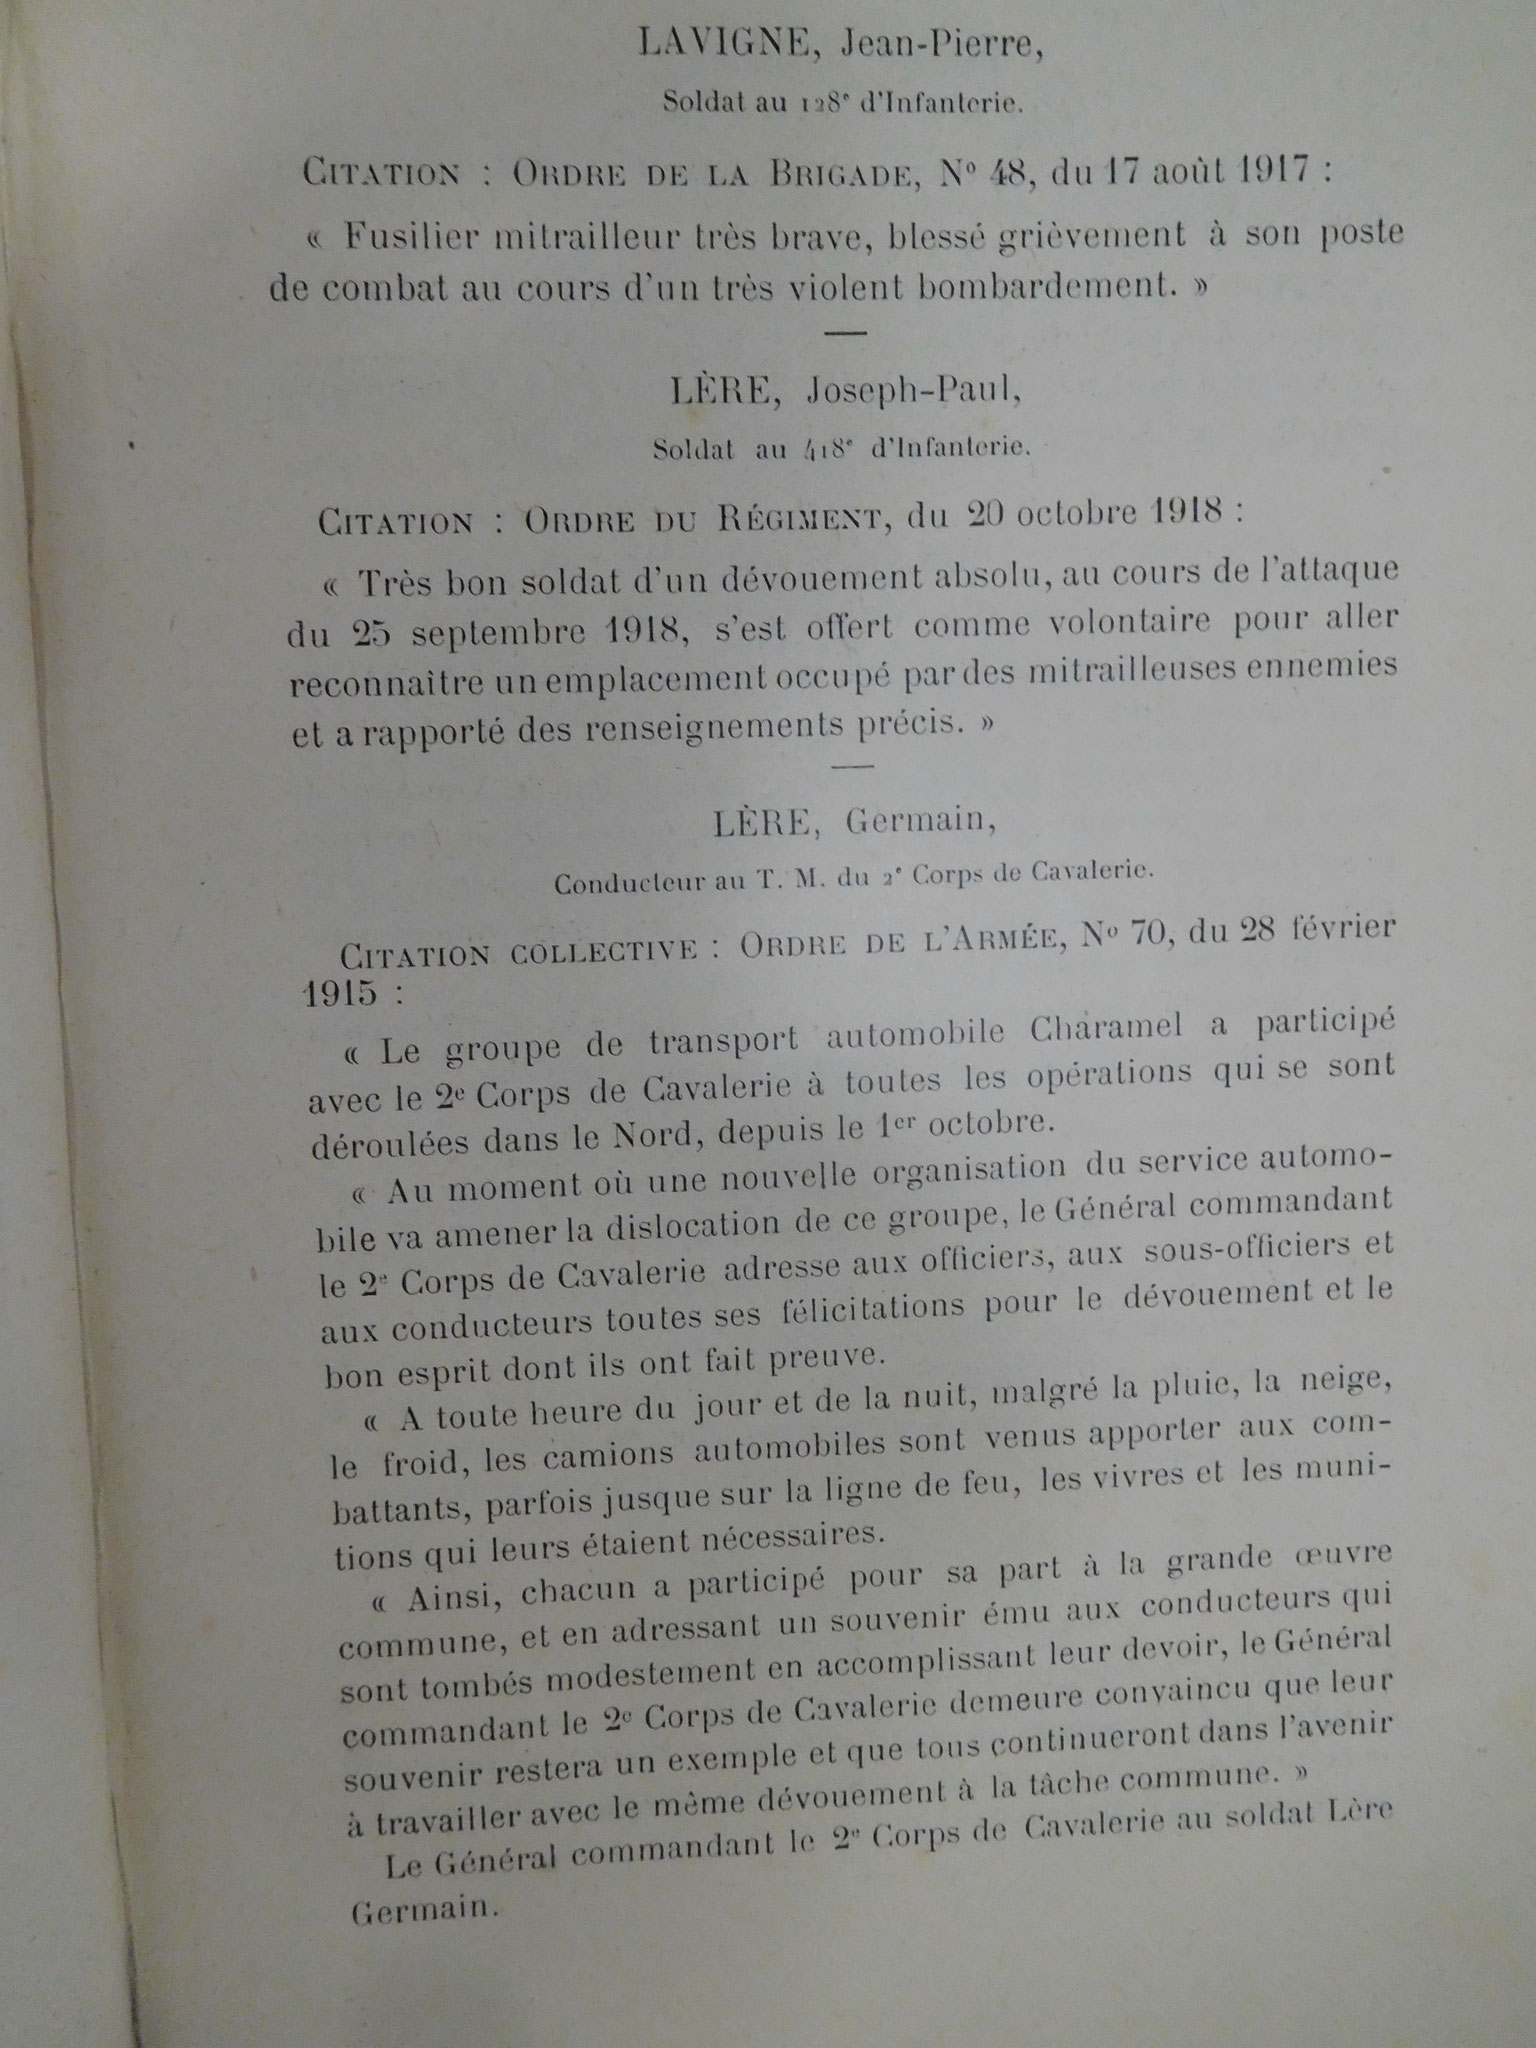 LAVIGNE, Jean-Pierre,
Soldat au 128e d'Infanterie.
CITATION : ORDRE DE LA BRIGADE, No 48, du 17 août 1917 :
« Fusilier mitrailleur très brave, blessé grièvement à son poste
de combat au cours d'un très violent bombardement. »
LÈRE, Joseph-Paul,
Soldat au 418e d'Infanterie.
CITATION : ORDRE DU RÉGIMENT, du 20 octobre 1918 :
« Très bon soldat d'un dévouement absolu, au cours de l'attaque
du 25 septembre 1918, s'est offert comme volontaire pour aller
reconnaître un emplacement occupé par des mitrailleuses ennemies
et a rapporté des renseignements précis. »
LÈRE, Germain,
Conducteur au T. M. du 2e Corps de Cavalerie.
CITATION COLLECTIVE : ORDRE DE L'ARMÉE, No 70, du 28 février
1915 :
« Le groupe de transport automobile Charamel a participé
avec le 2e Corps de Cavalerie à toutes les opérations qui se sont
déroulées dans le Nord, depuis le 1er octobre.
« Au moment où une nouvelle organisation du service automo-
bile va amener la dislocation de ce groupe, le Général commandant
le 2e Corps de Cavalerie adresse aux officiers, aux sous-officiers et
aux conducteurs toutes ses félicitations pour le dévouement et le
bon esprit dont ils ont fait preuve.
« A toute heure du jour et de la nuit, malgré la pluie, la neige,
le froid, les camions automobiles sont venus apporter aux com-
battants, parfois jusque sur la ligne de feu, les vivres et les muni-
tions qui leurs étaient nécessaires.
« Ainsi, chacun a participé pour sa part à la grande œuvre
commune, et en adressant un souvenir ému aux conducteurs qui
sont tombés modestement en accomplissant leur devoir, le Général
commandant le 2e Corps de Cavalerie demeure convaincu que leur
souvenir restera un exemple et que tous continueront dans l'avenir
à travailler avec le même dévouement à la tâche commune. »
Le Général commandant le 2e Corps de Cavalerie au soldat Lère
Germain.